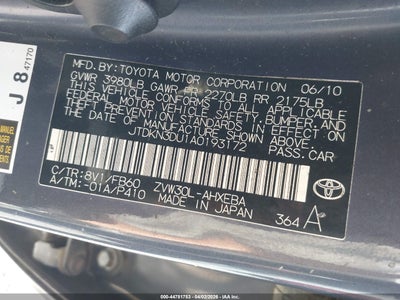 MFD.BY:TOYOTA MOTOR CORPORATION 06/10
GVWR 3980LB GAWR FR 2270LB RR 2175LB
THIS VEHICLE CONFORMS TO ALL APPLICABLE
FEDERAL MOTOR VEHICLE SAFETY, BUMPER, AND
THEFT PREVENTION STANDARDS IN EFFECT ON
THE DATE OF MANUFACTURE SHOWN ABOVE.
JTDKN3DU1A0193172 PASS.CAR
C/TR:8V1/FB60 ZVW30L-AHXEBA
A/TM:-01A/P410 MADE IN JAPAN
364 A
TOYOTA
J 8
47170
IAA
#000-44781753 | 04/02/2026 -